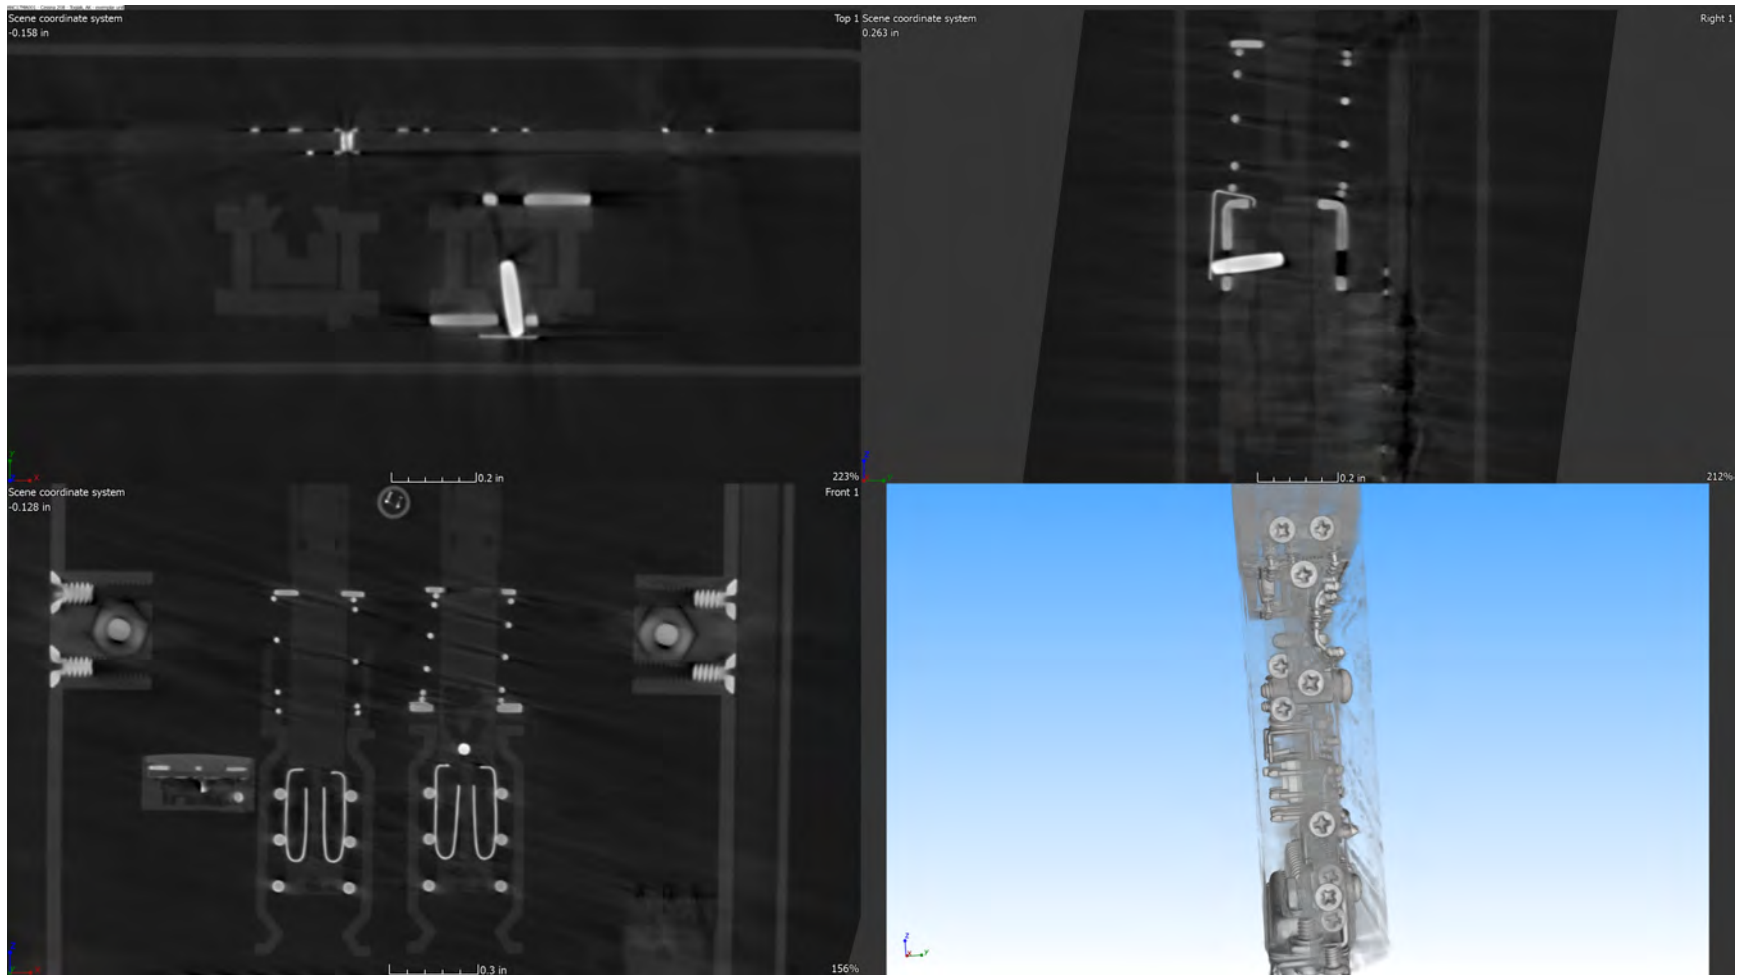 Scene coordinate system
-0.158 in
Top 1
0.2 in
223%
Scene coordinate system
0.263 in
Right 1
0.2 in
212%
Scene coordinate system
-0.128 in
Front 1
0.3 in
156%